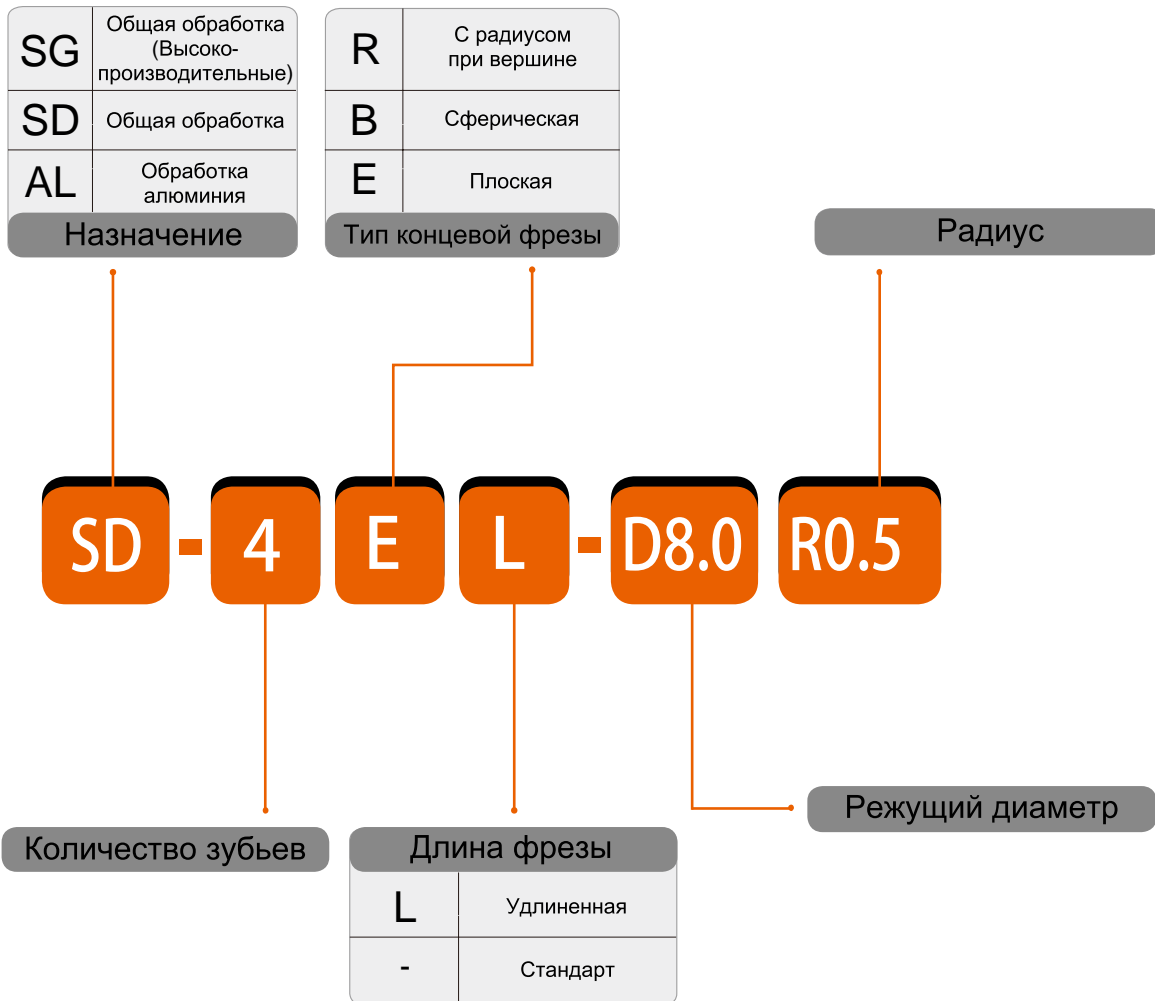 SG
Общая обработка
(Высоко-
производительные)
SD
Общая обработка
AL
Обработка
алюминия
Назначение
R
С радиусом
при вершине
B
Сферическая
E
Плоская
Тип концевой фрезы
Радиус
SD - 4 E L - D8.0 R0.5
Количество зубьев
Длина фрезы
L
Удлиненная
-
Стандарт
Режущий диаметр